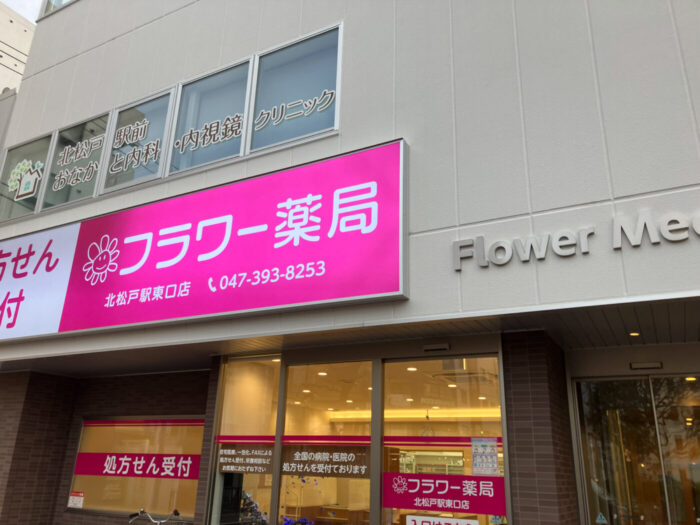 北松戸駅前
おなかと内科・内視鏡クリニック
方せん
付
フラワー薬局
北松戸駅東口店
047-393-8253
Flower Med
処方せん受付
全国の病院・医院の
処方せんを受付ております
フラワー薬局
北松戸駅東口店